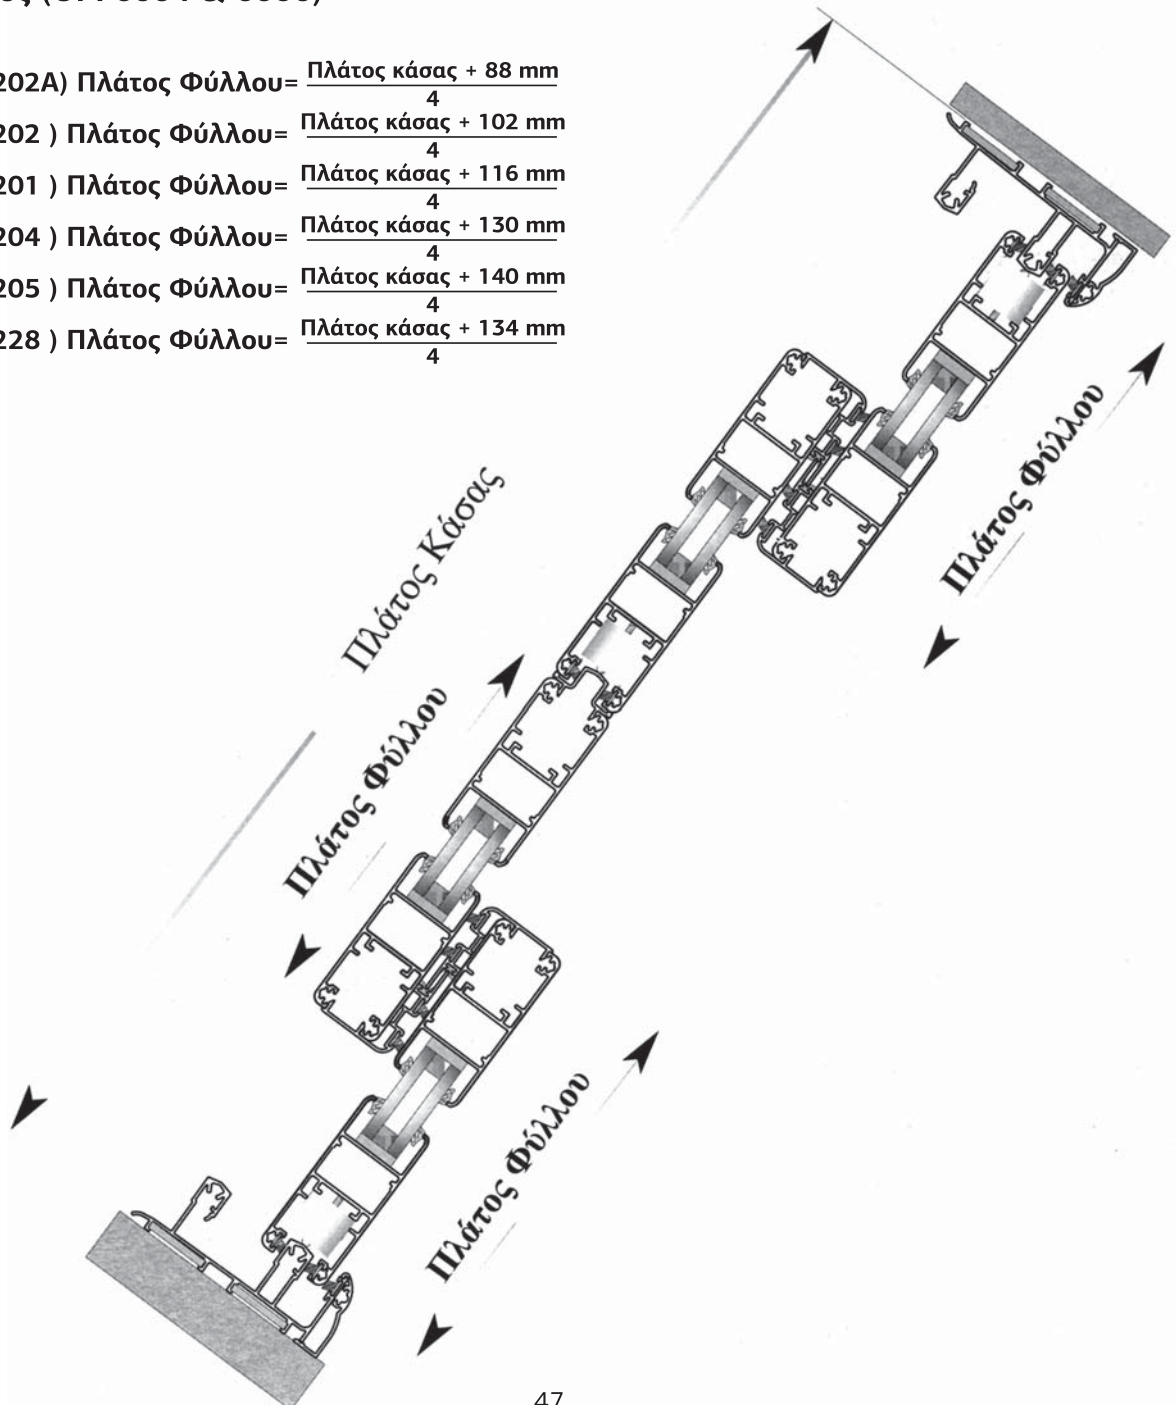 202A) Πλάτος Φύλλου= Πλάτος κάσας + 88 mm
4
202 ) Πλάτος Φύλλου= Πλάτος κάσας + 102 mm
4
201 ) Πλάτος Φύλλου= Πλάτος κάσας + 116 mm
4
204 ) Πλάτος Φύλλου= Πλάτος κάσας + 130 mm
4
205 ) Πλάτος Φύλλου= Πλάτος κάσας + 140 mm
4
228 ) Πλάτος Φύλλου= Πλάτος κάσας + 134 mm
4
Πλάτος Φύλλου
Πλάτος Κάσας
Πλάτος Φύλλου
Πλάτος Φύλλου
47